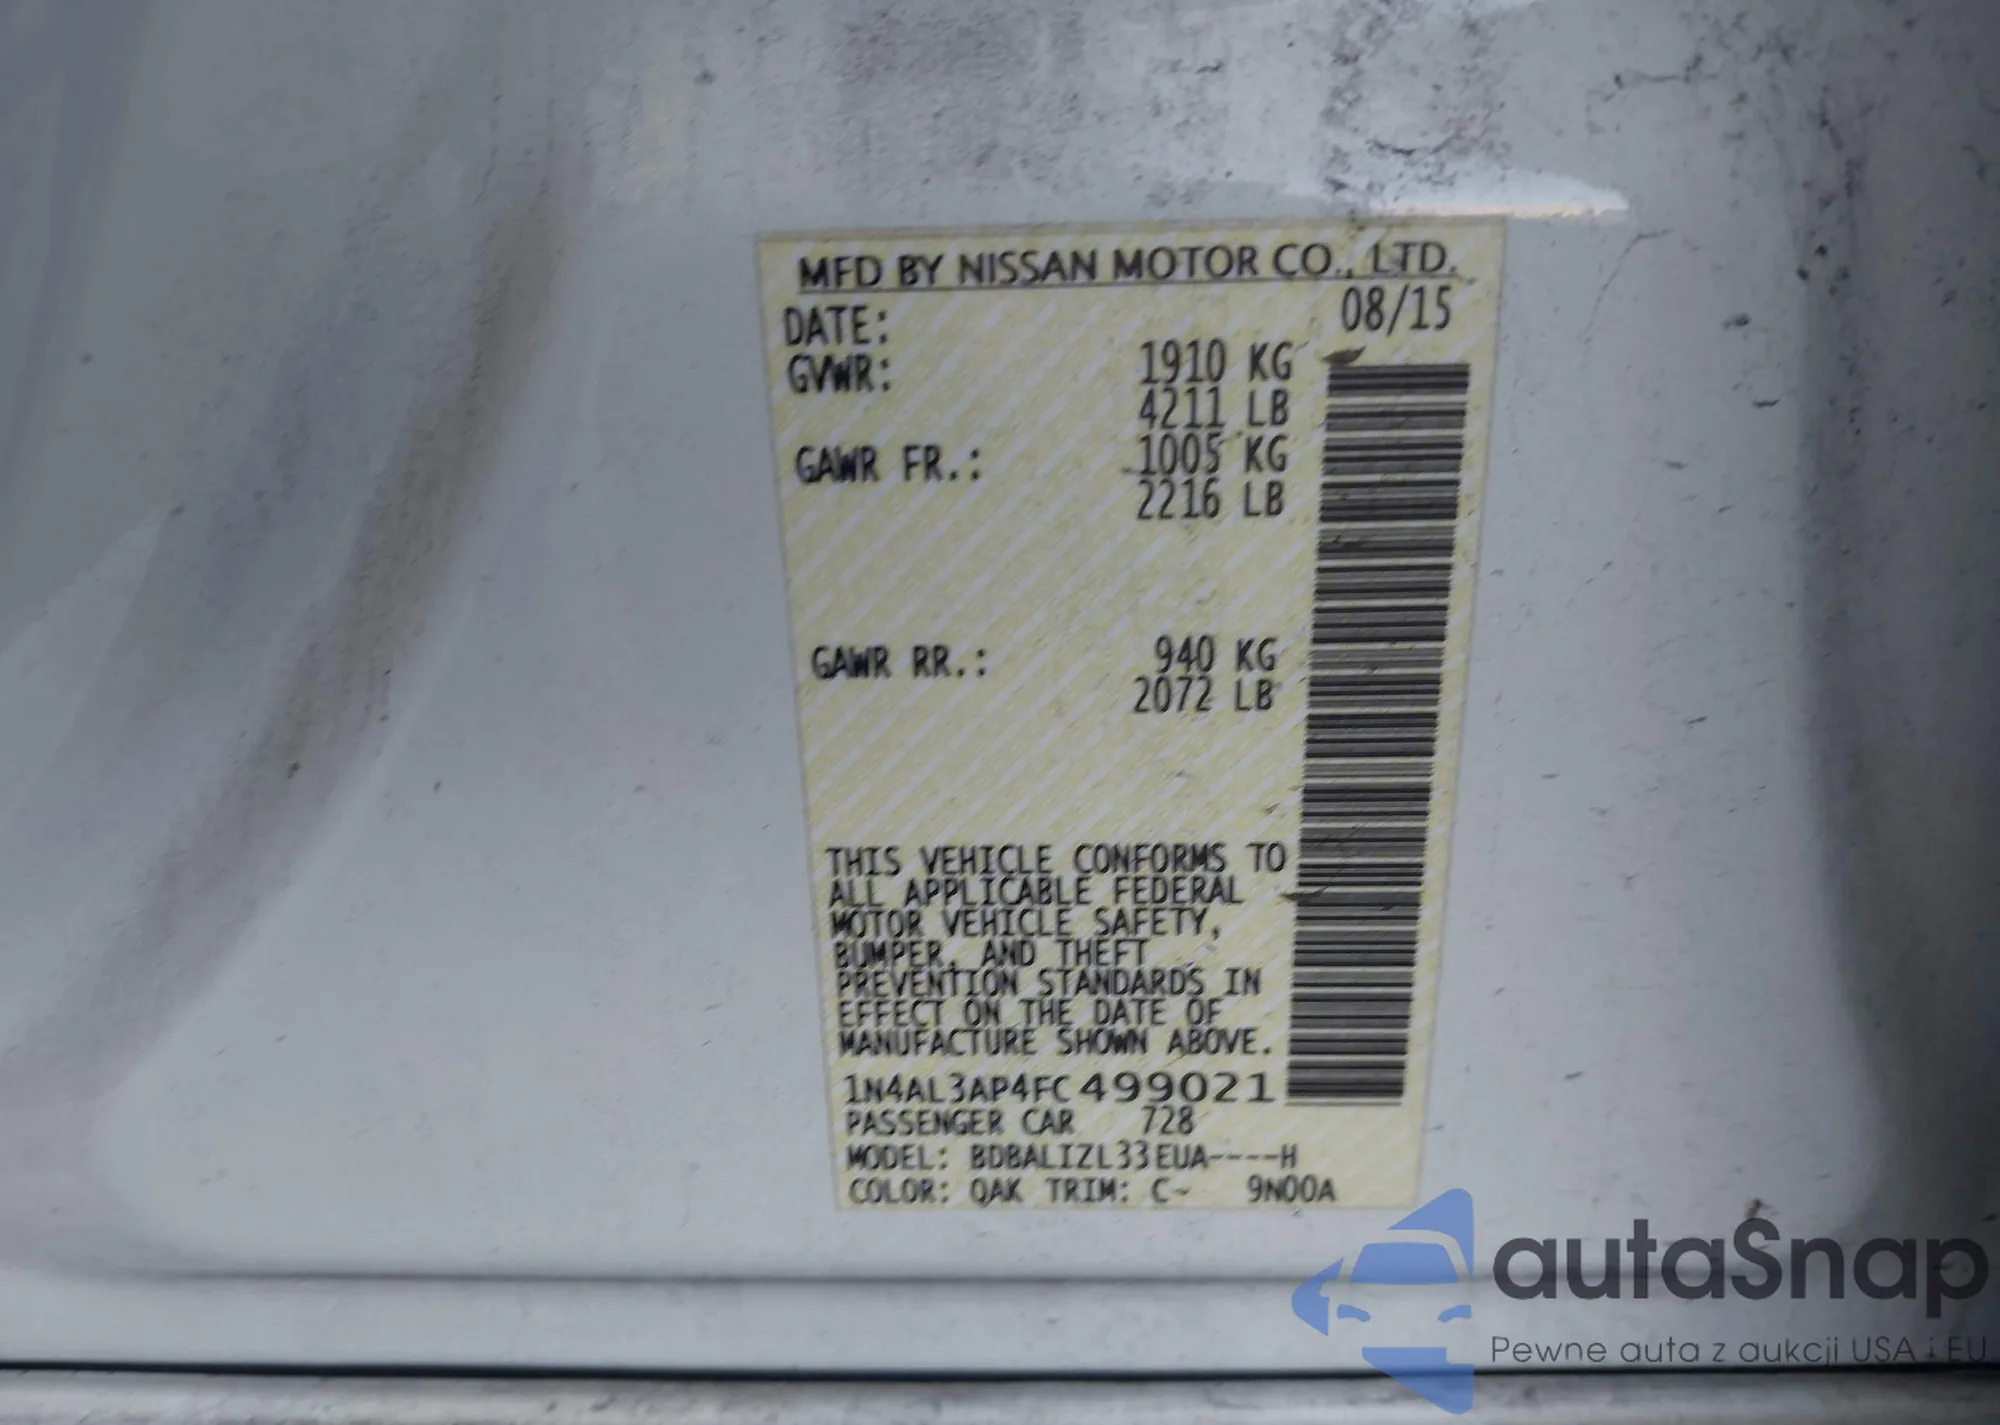 MFD BY NISSAN MOTOR CO., LTD.
DATE: 08/15
GVWR: 1910 KG
4211 LB
GAWR FR.: 1005 KG
2216 LB
GAWR RR.: 940 KG
2072 LB
THIS VEHICLE CONFORMS TO
ALL APPLICABLE FEDERAL
MOTOR VEHICLE SAFETY,
BUMPER, AND THEFT
PREVENTION STANDARDS IN
EFFECT ON THE DATE OF
MANUFACTURE SHOWN ABOVE.
1N4AL3AP4FC499021
PASSENGER CAR 728
MODEL: BDBALIZL33EUA----H
COLOR: QAK TRIM: C- 9N00A
autaSnap
Pewne auta z aukcji USA i EU